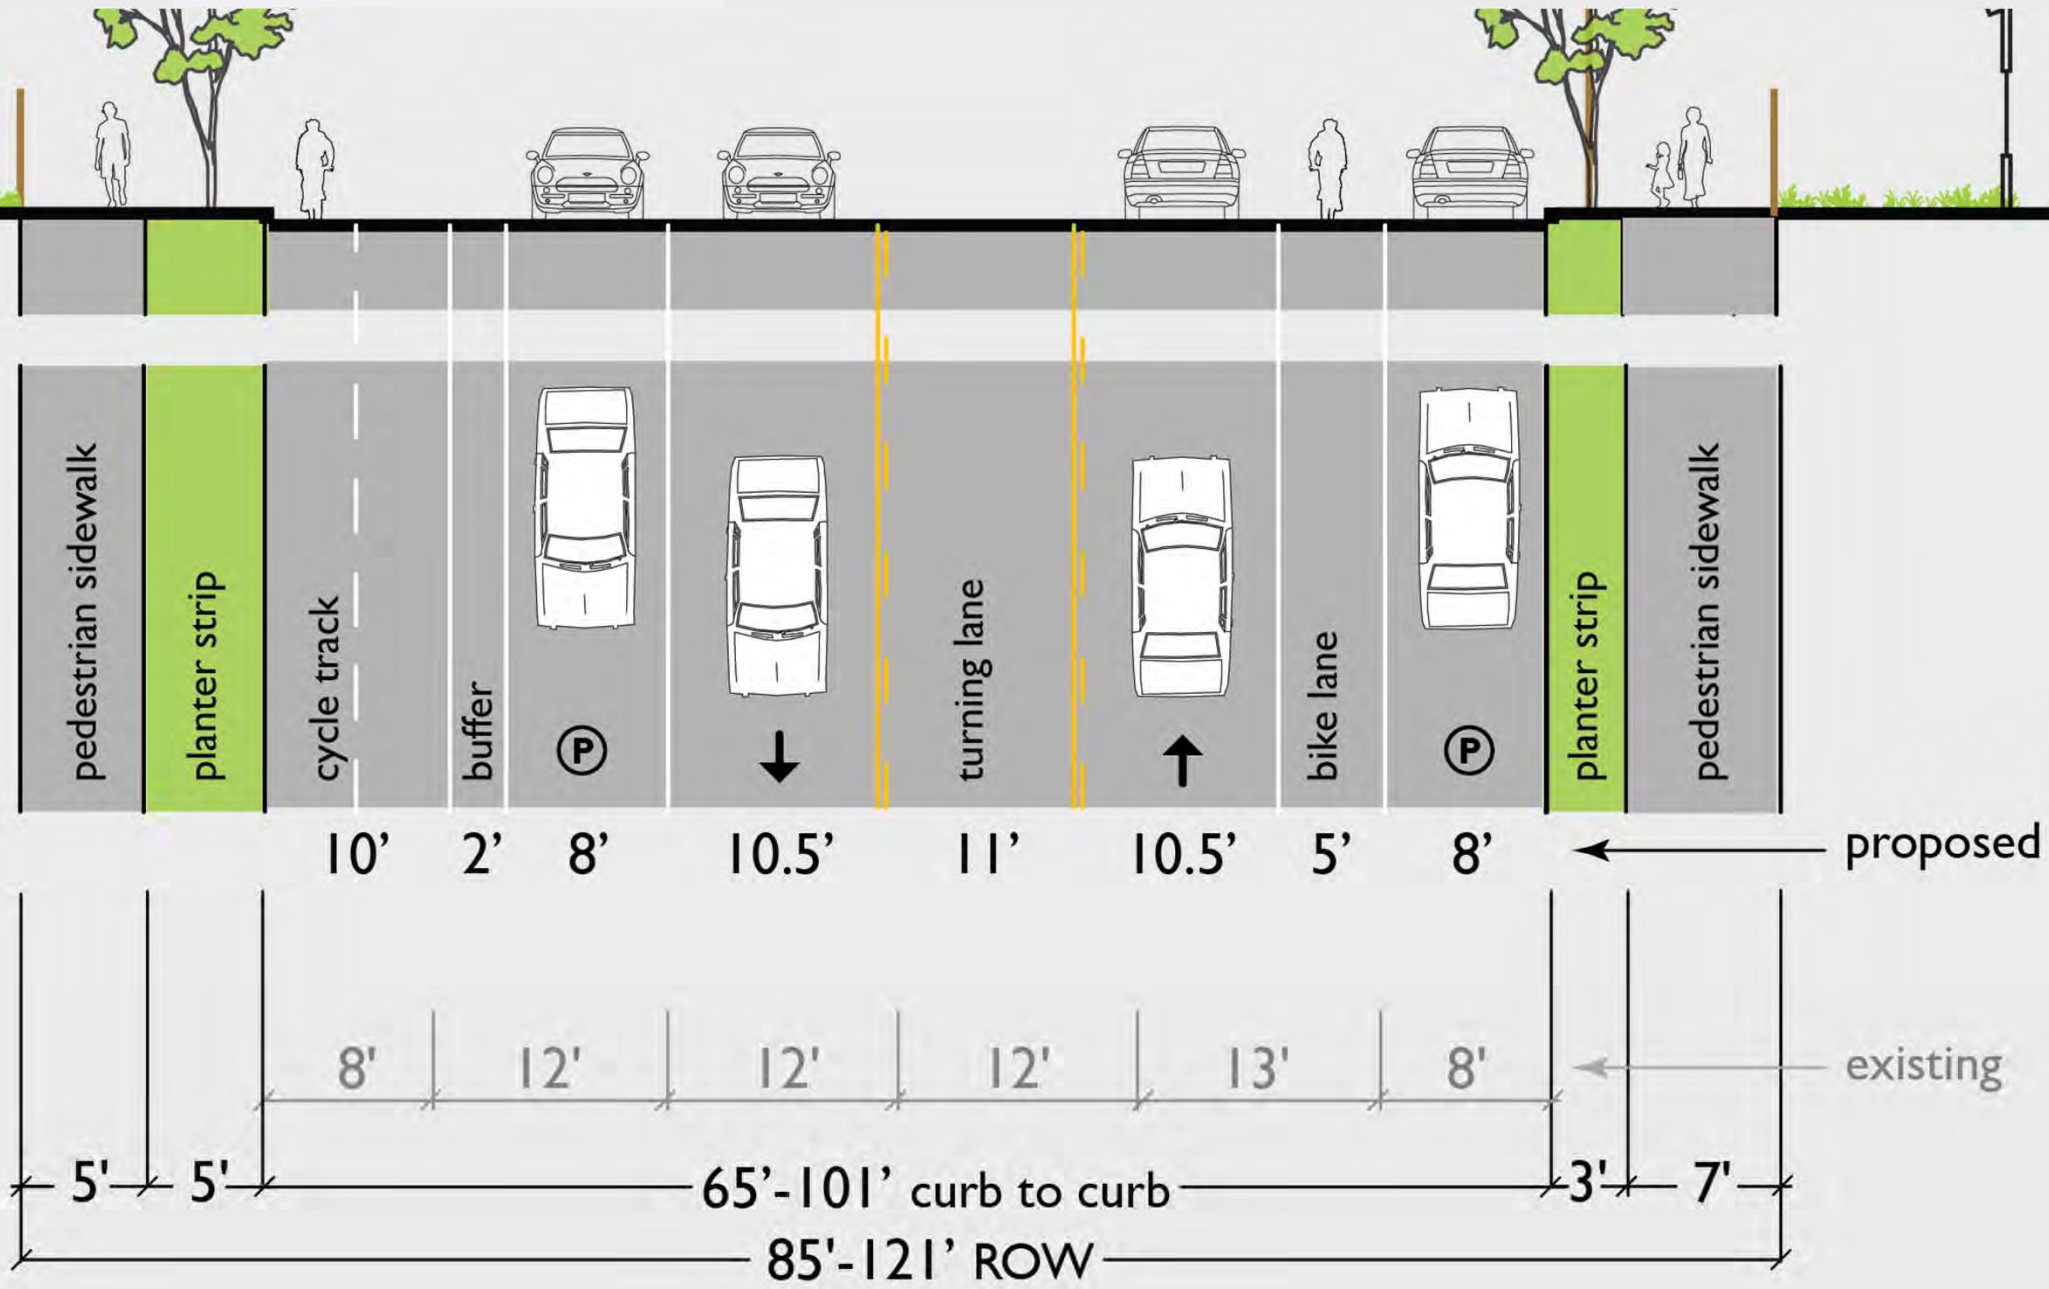 pedestrian sidewalk
planter strip
cycle track
buffer
P
turning lane
bike lane
P
planter strip
pedestrian sidewalk
10’ 2’ 8’ 10.5’ 11’ 10.5’ 5’ 8’ proposed
8' 12' 12' 12' 13' 8' existing
5' 5' 65’-101’ curb to curb 3' 7'
85'-121’ ROW